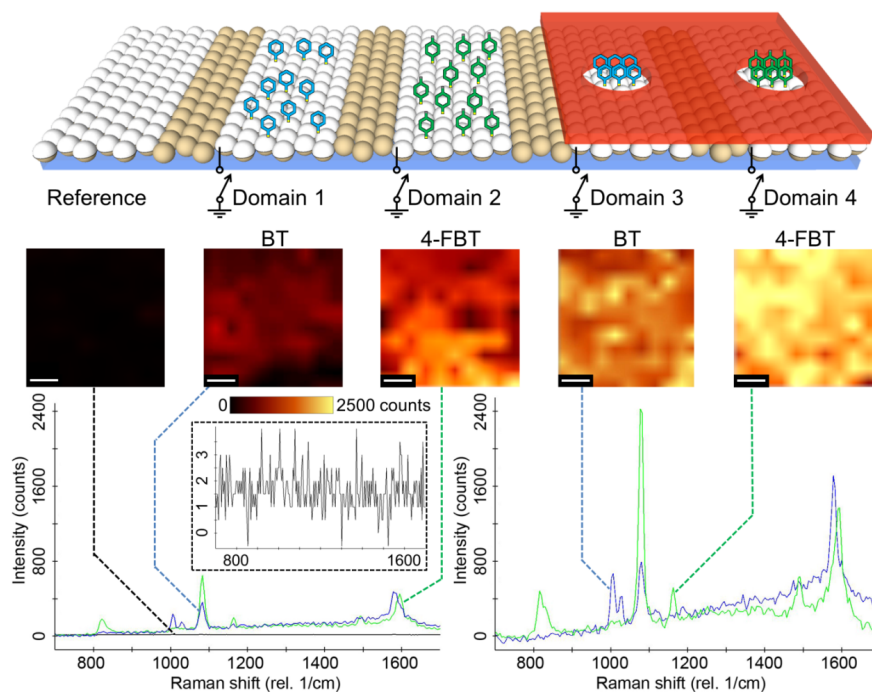 Reference
Domain 1
Domain 2
Domain 3
Domain 4
BT
4-FBT
BT
4-FBT
0
2500 counts
Intensity (counts)
2400
1600
800
0
3
2
1
0
800
1600
800
1000
1200
1400
1600
Raman shift (rel. 1/cm)
Intensity (counts)
2400
1600
800
0
800
1000
1200
1400
1600
Raman shift (rel. 1/cm)